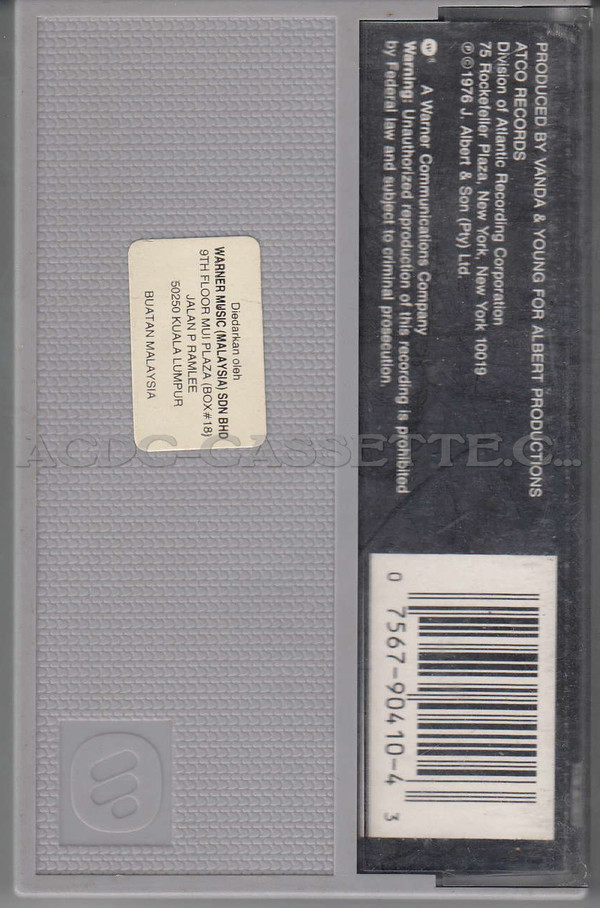 PRODUCED BY VANDA & YOUNG FOR ALBERT PRODUCTIONS
ATCO RECORDS
Division of Atlantic Recording Corporation
75 Rockefeller Plaza, New York, New York 10019
℗ © 1976 J. Albert & Son (Pty) Ltd.
A Warner Communications Company
Warning: Unauthorized reproduction of this recording is prohibited
by Federal law and subject to criminal prosecution.
0 7567-90410-4 3
Diedarkan oleh
WARNER MUSIC (MALAYSIA) SDN BHD
9TH FLOOR MUI PLAZA (BOX#18)
JALAN P RAMLEE
50250 KUALA LUMPUR
BUATAN MALAYSIA
ACDC-CASSETTE.C...